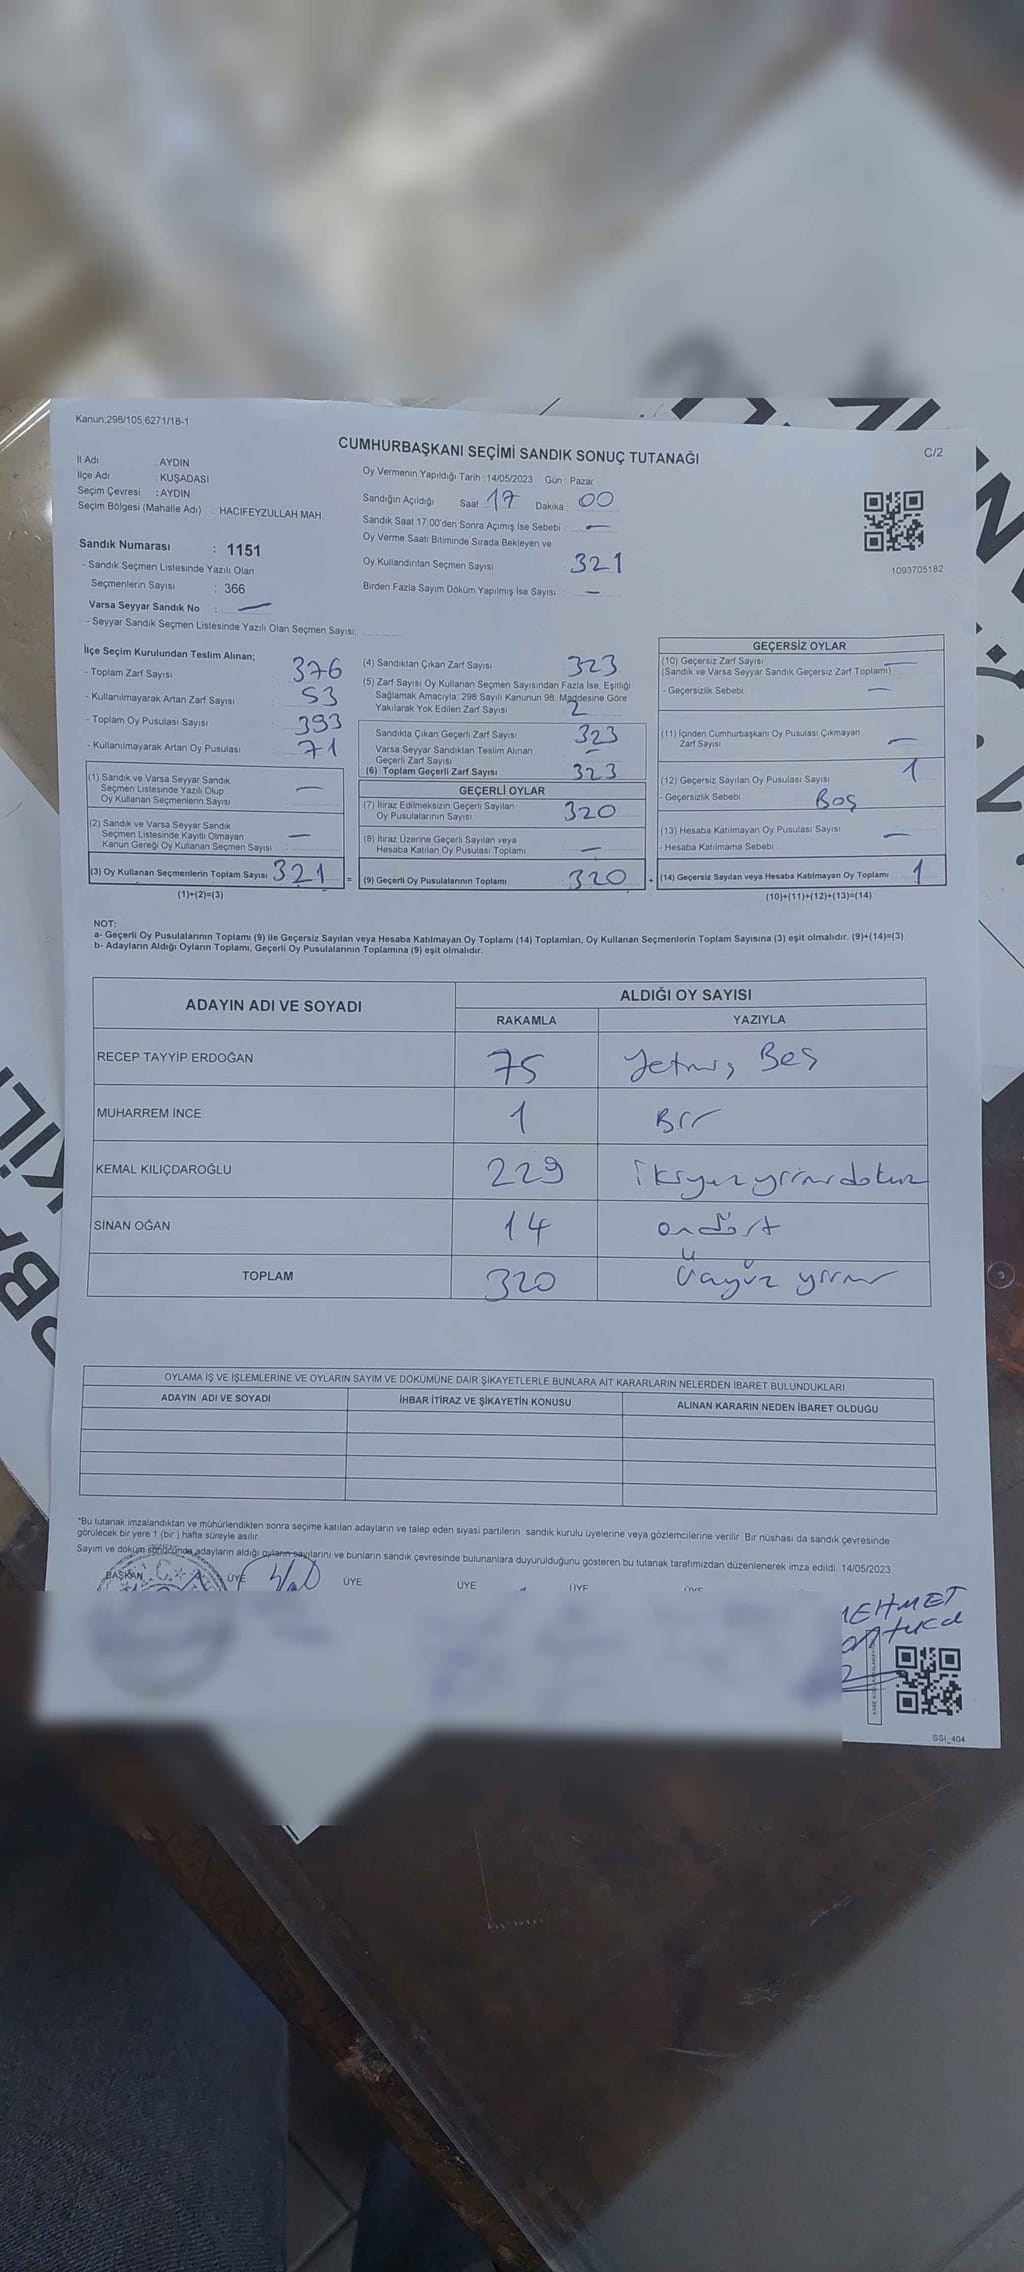 Kanun:298/105,6271/18-1
CUMHURBAŞKANI SEÇİMİ SANDIK SONUÇ TUTANAĞI
C/2
İl Adı : AYDIN
İlçe Adı : KUŞADASI
Seçim Çevresi : AYDIN
Seçim Bölgesi (Mahalle Adı) : HACIFEYZULLAH MAH.
Sandık Numarası : 1151
- Sandık Seçmen Listesinde Yazılı Olan
Seçmenlerin Sayısı : 366
Varsa Seyyar Sandık No : —
- Seyyar Sandık Seçmen Listesinde Yazılı Olan Seçmen Sayısı:
Oy Vermenin Yapıldığı Tarih :14/05/2023 Gün : Pazar
Sandığın Açıldığı Saat : 17 Dakika : 00
Sandık Saat 17:00'den Sonra Açımış İse Sebebi : —
Oy Verme Saati Bitiminde Sırada Bekleyen ve
Oy Kullandırılan Seçmen Sayısı 321
Birden Fazla Sayım Döküm Yapılmış İse Sayısı : —
1093705182
İlçe Seçim Kurulundan Teslim Alınan;
- Toplam Zarf Sayısı : 376
- Kullanılmayarak Artan Zarf Sayısı : 53
- Toplam Oy Pusulası Sayısı : 393
- Kullanılmayarak Artan Oy Pusulası : 71
(1) Sandık ve Varsa Seyyar Sandık
Seçmen Listesinde Yazılı Olup
Oy Kullanan Seçmenlerin Sayısı : —
(2) Sandık ve Varsa Seyyar Sandık
Seçmen Listesinde Kayıtlı Olmayan
Kanun Gereği Oy Kullanan Seçmen Sayısı : —
(3) Oy Kullanan Seçmenlerin Toplam Sayısı : 321
(1)+(2)=(3)
=
(4) Sandıktan Çıkan Zarf Sayısı : 323
(5) Zarf Sayısı Oy Kullanan Seçmen Sayısından Fazla İse, Eşitliği
Sağlamak Amacıyla; 298 Sayılı Kanunun 98. Maddesine Göre
Yakılarak Yok Edilen Zarf Sayısı : 2
Sandıkta Çıkan Geçerli Zarf Sayısı : 323
Varsa Seyyar Sandıktan Teslim Alınan
Geçerli Zarf Sayısı : —
(6) Toplam Geçerli Zarf Sayısı 323
GEÇERLİ OYLAR
(7) İtiraz Edilmeksizin Geçerli Sayılan
Oy Pusulalarının Sayısı : 320
(8) İtiraz Üzerine Geçerli Sayılan veya
Hesaba Katılan Oy Pusulası Toplamı : —
(9) Geçerli Oy Pusulalarının Toplamı : 320
+
GEÇERSİZ OYLAR
(10) Geçersiz Zarf Sayısı : —
(Sandık ve Varsa Seyyar Sandık Geçersiz Zarf Toplamı)
- Geçersizlik Sebebi : —
(11) İçinden Cumhurbaşkanı Oy Pusulası Çıkmayan
Zarf Sayısı : —
(12) Geçersiz Sayılan Oy Pusulası Sayısı : 1
- Geçersizlik Sebebi : Boş
(13) Hesaba Katılmayan Oy Pusulası Sayısı : —
- Hesaba Katılmama Sebebi :
(14) Geçersiz Sayılan veya Hesaba Katılmayan Oy Toplamı : 1
(10)+(11)+(12)+(13)=(14)
NOT:
a- Geçerli Oy Pusulalarının Toplamı (9) ile Geçersiz Sayılan veya Hesaba Katılmayan Oy Toplamı (14) Toplamları, Oy Kullanan Seçmenlerin Toplam Sayısına (3) eşit olmalıdır. (9)+(14)=(3)
b- Adayların Aldığı Oyların Toplamı, Geçerli Oy Pusulalarının Toplamına (9) eşit olmalıdır.
ADAYIN ADI VE SOYADI ALDIĞI OY SAYISI
RAKAMLA YAZIYLA
RECEP TAYYİP ERDOĞAN 75 Yetmiş Beş
MUHARREM İNCE 1 Bir
KEMAL KILIÇDAROĞLU 229 ikiyüz yirmi dokuz
SİNAN OĞAN 14 ondört
TOPLAM 320 üçyüz yirmi
OYLAMA İŞ VE İŞLEMLERİNE VE OYLARIN SAYIM VE DÖKÜMÜNE DAİR ŞİKAYETLERLE BUNLARA AİT KARARLARIN NELERDEN İBARET BULUNDUKLARI
ADAYIN ADI VE SOYADI İHBAR İTİRAZ VE ŞİKAYETİN KONUSU ALINAN KARARIN NEDEN İBARET OLDUĞU
*Bu tutanak imzalandıktan ve mühürlendikten sonra seçime katılan adayların ve talep eden siyasi partilerin sandık kurulu üyelerine veya gözlemcilerine verilir. Bir nüshası da sandık çevresinde
görülecek bir yere 1 (bir ) hafta süreyle asılır.
Sayım ve döküm sonucunda adayların aldığı oyların sayılarını ve bunların sandık çevresinde bulunanlara duyurulduğunu gösteren bu tutanak tarafımızdan düzenlenerek imza edildi. 14/05/2023
BAŞKAN ÜYE ÜYE ÜYE ÜYE ÜYE
MEHMET
SSI_404